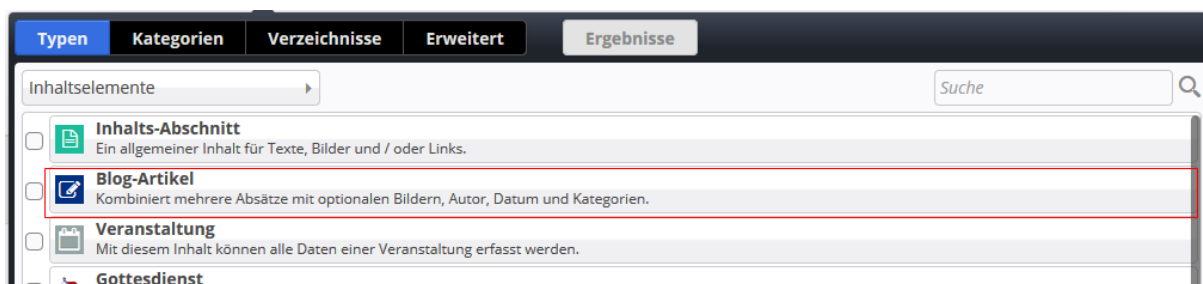 Typen Kategorien Verzeichnisse Erweitert Ergebnisse
Inhaltselemente Suche
Inhalts-Abschnitt
Ein allgemeiner Inhalt für Texte, Bilder und / oder Links.
Blog-Artikel
Kombiniert mehrere Absätze mit optionalen Bildern, Autor, Datum und Kategorien.
Veranstaltung
Mit diesem Inhalt können alle Daten einer Veranstaltung erfasst werden.
Gottesdienst